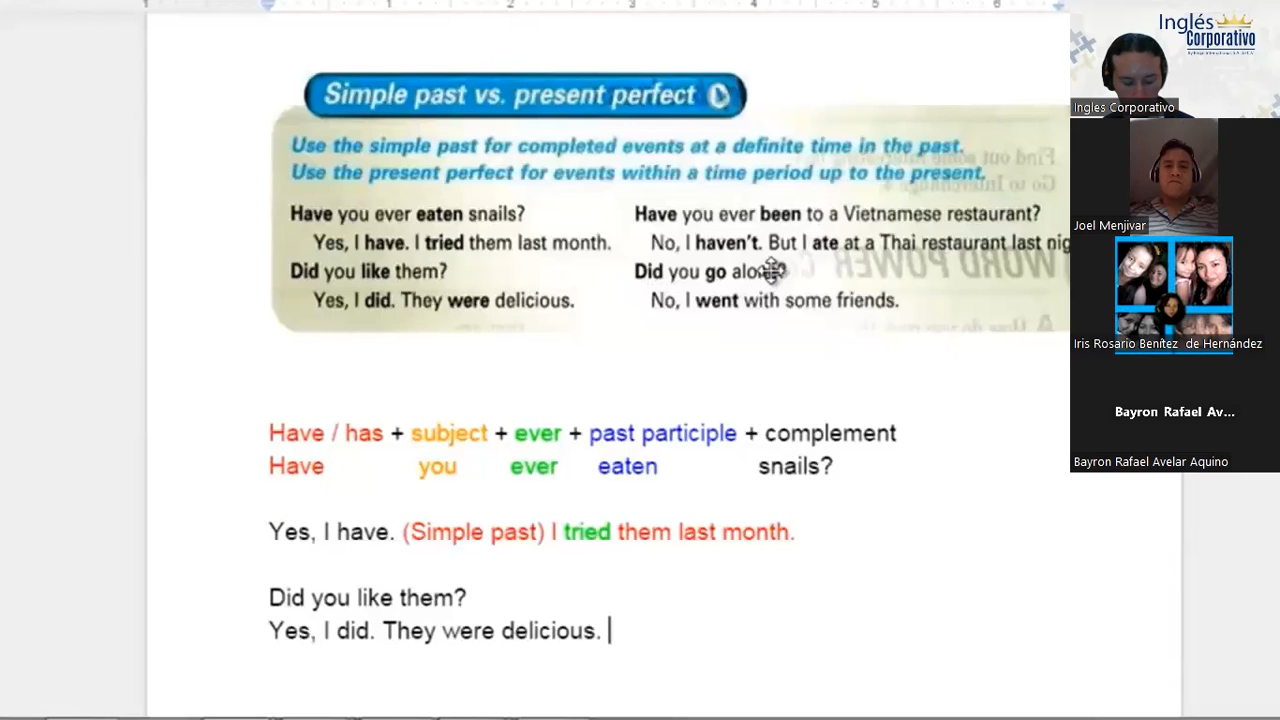 Simple past vs. present perfect
Use the simple past for completed events at a definite time in the past.
Use the present perfect for events within a time period up to the present.
Have you ever eaten snails?
Yes, I have. I tried them last month.
Did you like them?
Yes, I did. They were delicious.
Have you ever been to a Vietnamese restaurant?
No, I haven't. But I ate at a Thai restaurant last nig
Did you go alone?
No, I went with some friends.
Have / has + subject + ever + past participle + complement
Have you ever eaten snails?
Yes, I have. (Simple past) I tried them last month.
Did you like them?
Yes, I did. They were delicious.
Inglés
Corporativo
Ingles Corporativo
Joel Menjivar
Iris Rosario Benítez de Hernández
Bayron Rafael Av...
Bayron Rafael Avelar Aquino